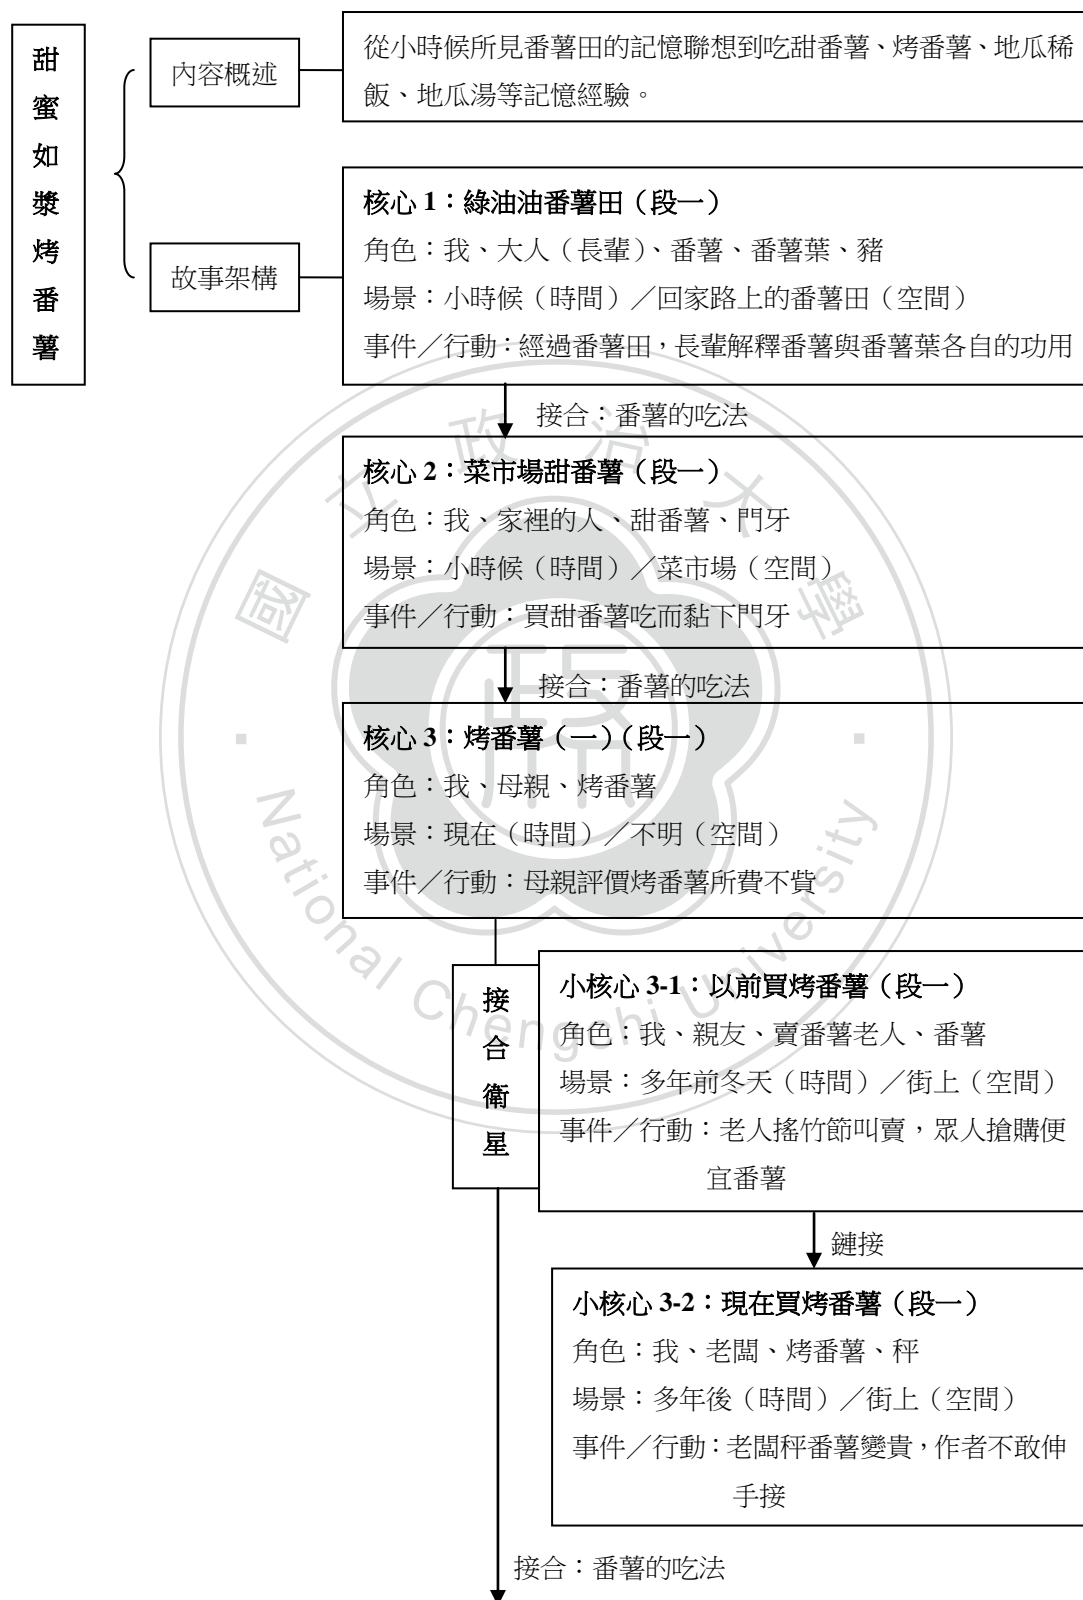 甜蜜如漿烤番薯
內容概述
從小時候所見番薯田的記憶聯想到吃甜番薯、烤番薯、地瓜稀
飯、地瓜湯等記憶經驗。
故事架構
核心 1：綠油油番薯田（段一）
角色：我、大人（長輩）、番薯、番薯葉、豬
場景：小時候（時間）／回家路上的番薯田（空間）
事件／行動：經過番薯田，長輩解釋番薯與番薯葉各自的功用
接合：番薯的吃法
核心 2：菜市場甜番薯（段一）
角色：我、家裡的人、甜番薯、門牙
場景：小時候（時間）／菜市場（空間）
事件／行動：買甜番薯吃而黏下門牙
接合：番薯的吃法
核心 3：烤番薯（一）（段一）
角色：我、母親、烤番薯
場景：現在（時間）／不明（空間）
事件／行動：母親評價烤番薯所費不貲
接合衛星
小核心 3-1：以前買烤番薯（段一）
角色：我、親友、賣番薯老人、番薯
場景：多年前冬天（時間）／街上（空間）
事件／行動：老人搖竹節叫賣，眾人搶購便
宜番薯
鏈接
小核心 3-2：現在買烤番薯（段一）
角色：我、老闆、烤番薯、秤
場景：多年後（時間）／街上（空間）
事件／行動：老闆秤番薯變貴，作者不敢伸
手接
接合：番薯的吃法
國立政治大學
National Chengchi University